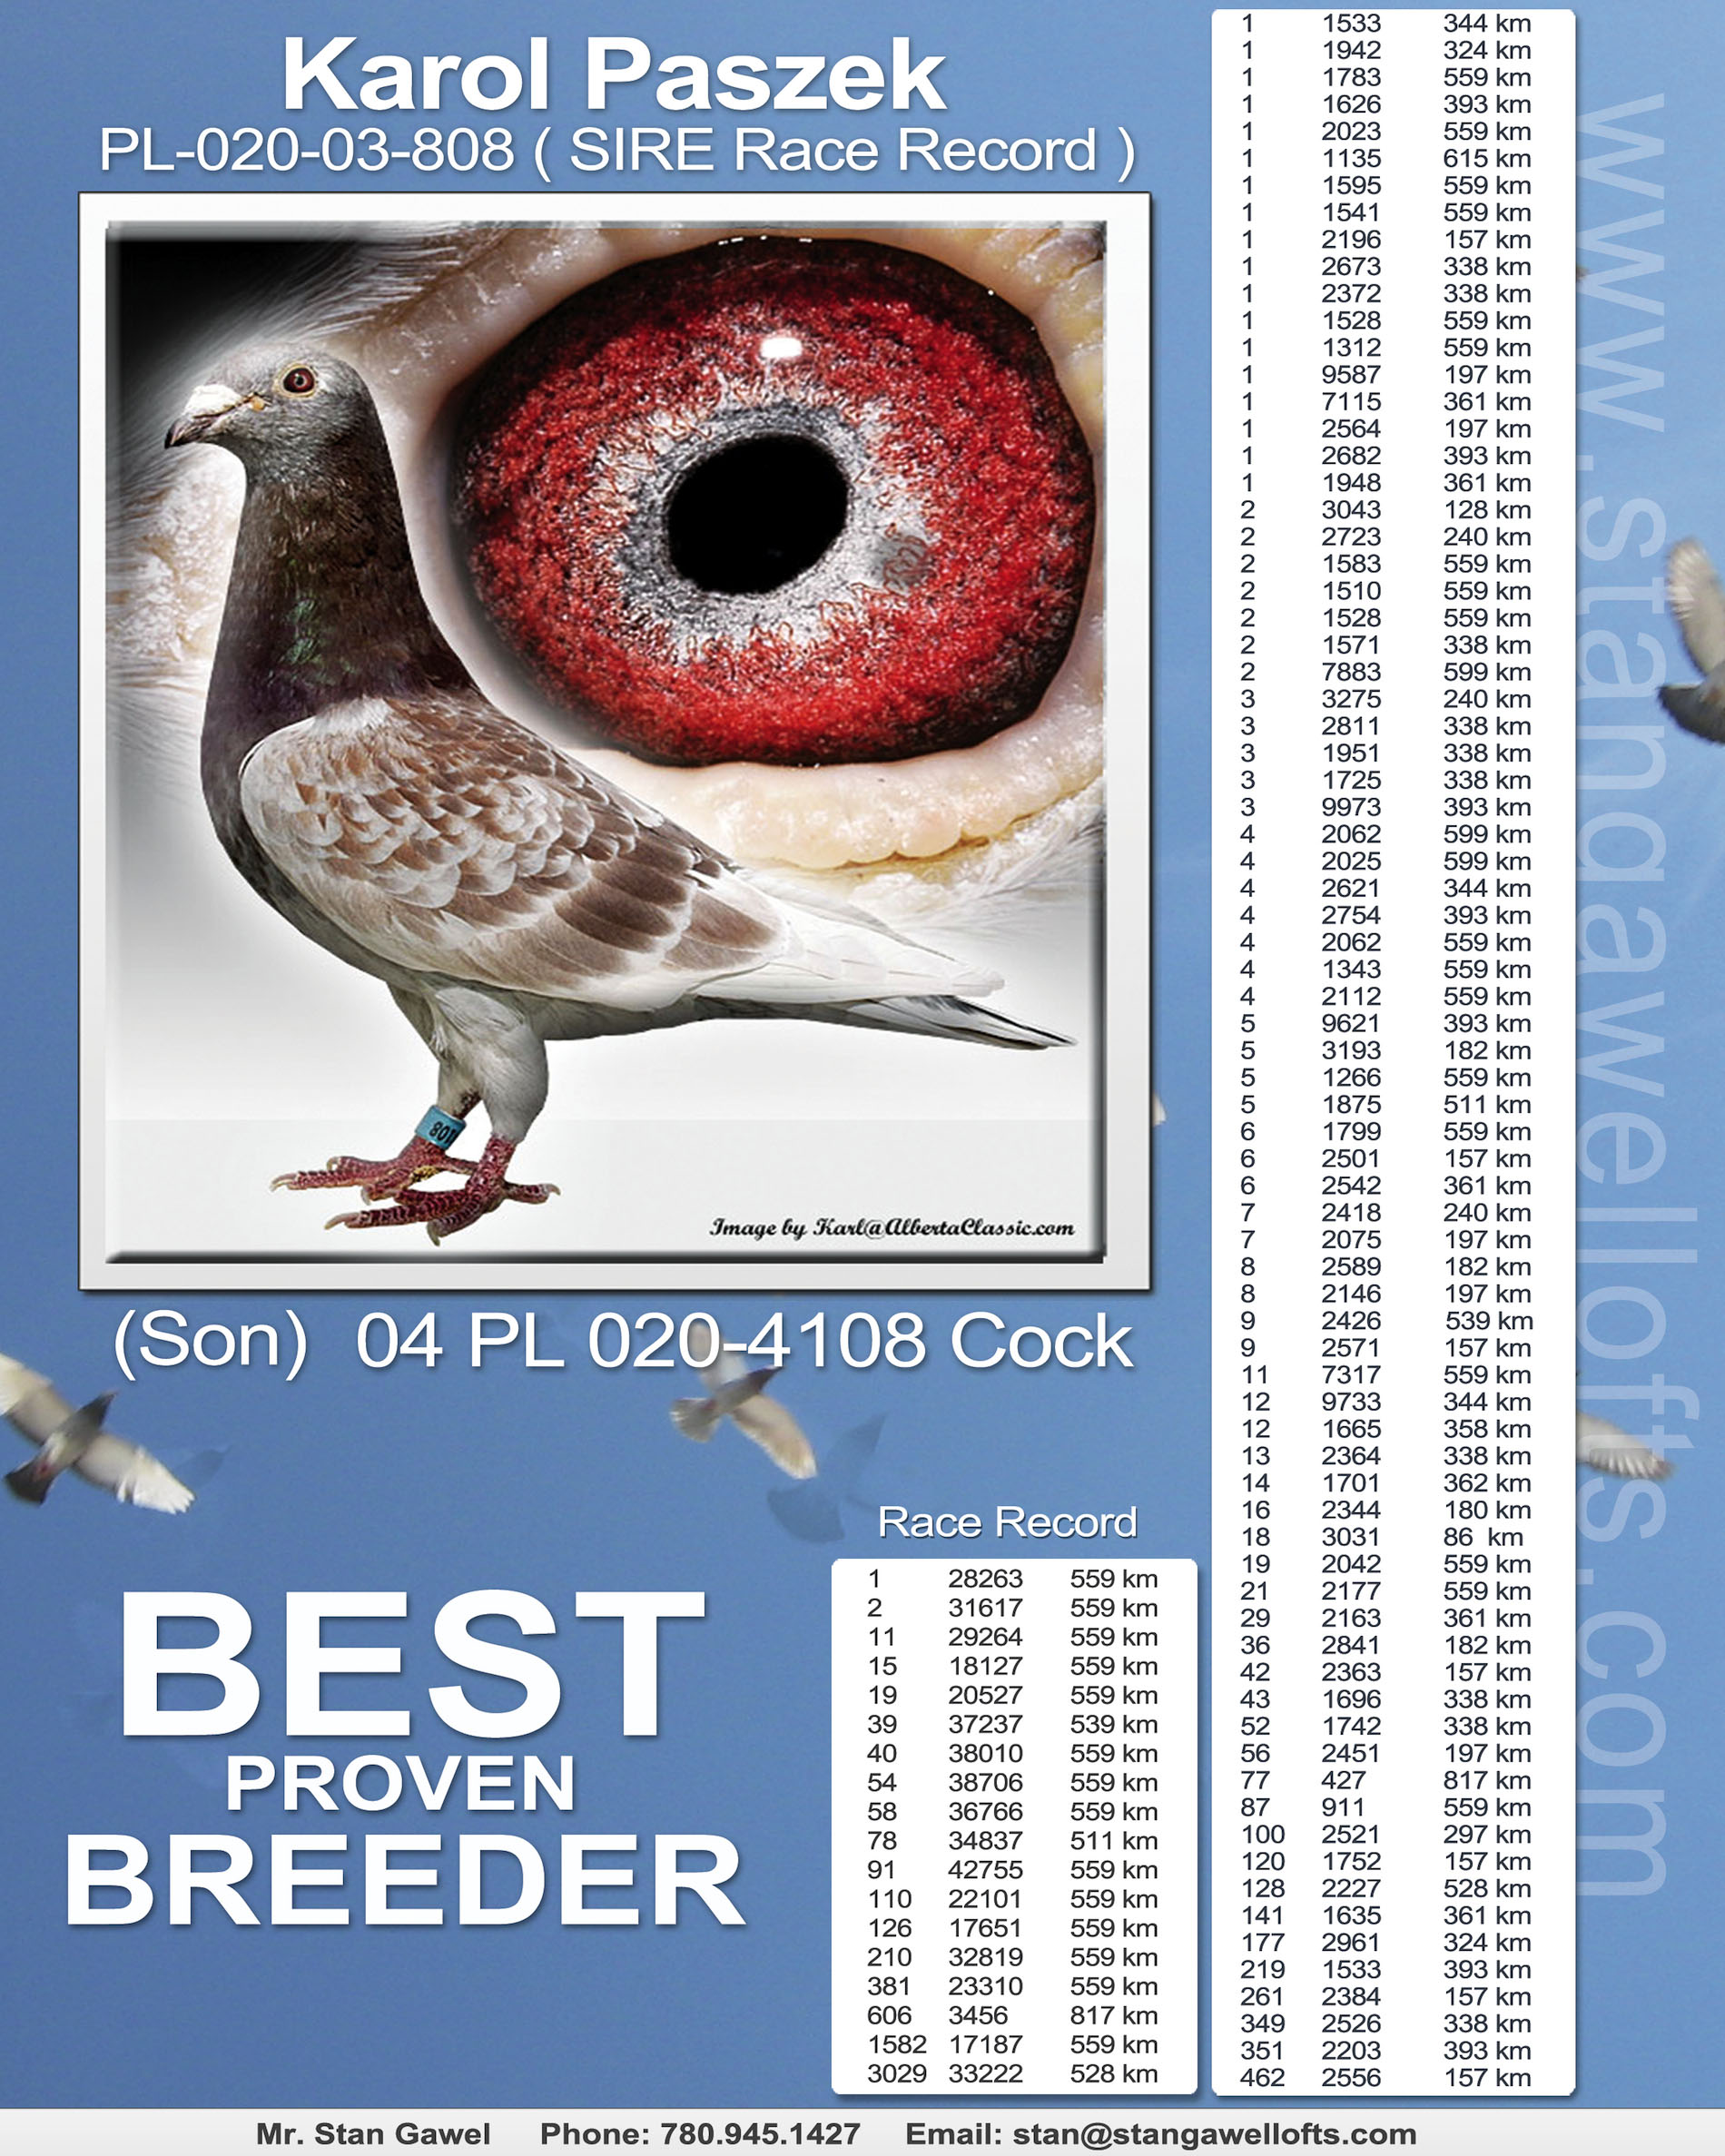 Karol Paszek
PL-020-03-808 ( SIRE Race Record )
808
Image by Karl@AlbertaClassic.com
(Son) 04 PL 020-4108 Cock
BEST
PROVEN
BREEDER
Race Record
1 28263 559 km
2 31617 559 km
11 29264 559 km
15 18127 559 km
19 20527 559 km
39 37237 539 km
40 38010 559 km
54 38706 559 km
58 36766 559 km
78 34837 511 km
91 42755 559 km
110 22101 559 km
126 17651 559 km
210 32819 559 km
381 23310 559 km
606 3456 817 km
1582 17187 559 km
3029 33222 528 km
1 1533 344 km
1 1942 324 km
1 1783 559 km
1 1626 393 km
1 2023 559 km
1 1135 615 km
1 1595 559 km
1 1541 559 km
1 2196 157 km
1 2673 338 km
1 2372 338 km
1 1528 559 km
1 1312 559 km
1 9587 197 km
1 7115 361 km
1 2564 197 km
1 2682 393 km
1 1948 361 km
2 3043 128 km
2 2723 240 km
2 1583 559 km
2 1510 559 km
2 1528 559 km
2 1571 338 km
2 7883 599 km
3 3275 240 km
3 2811 338 km
3 1951 338 km
3 1725 338 km
3 9973 393 km
4 2062 599 km
4 2025 599 km
4 2621 344 km
4 2754 393 km
4 2062 559 km
4 1343 559 km
4 2112 559 km
5 9621 393 km
5 3193 182 km
5 1266 559 km
5 1875 511 km
6 1799 559 km
6 2501 157 km
6 2542 361 km
7 2418 240 km
7 2075 197 km
8 2589 182 km
8 2146 197 km
9 2426 539 km
9 2571 157 km
11 7317 559 km
12 9733 344 km
12 1665 358 km
13 2364 338 km
14 1701 362 km
16 2344 180 km
18 3031 86 km
19 2042 559 km
21 2177 559 km
29 2163 361 km
36 2841 182 km
42 2363 157 km
43 1696 338 km
52 1742 338 km
56 2451 197 km
77 427 817 km
87 911 559 km
100 2521 297 km
120 1752 157 km
128 2227 528 km
141 1635 361 km
177 2961 324 km
219 1533 393 km
261 2384 157 km
349 2526 338 km
351 2203 393 km
462 2556 157 km
www.stangawellofts.com
Mr. Stan Gawel Phone: 780.945.1427 Email: stan@stangawellofts.com